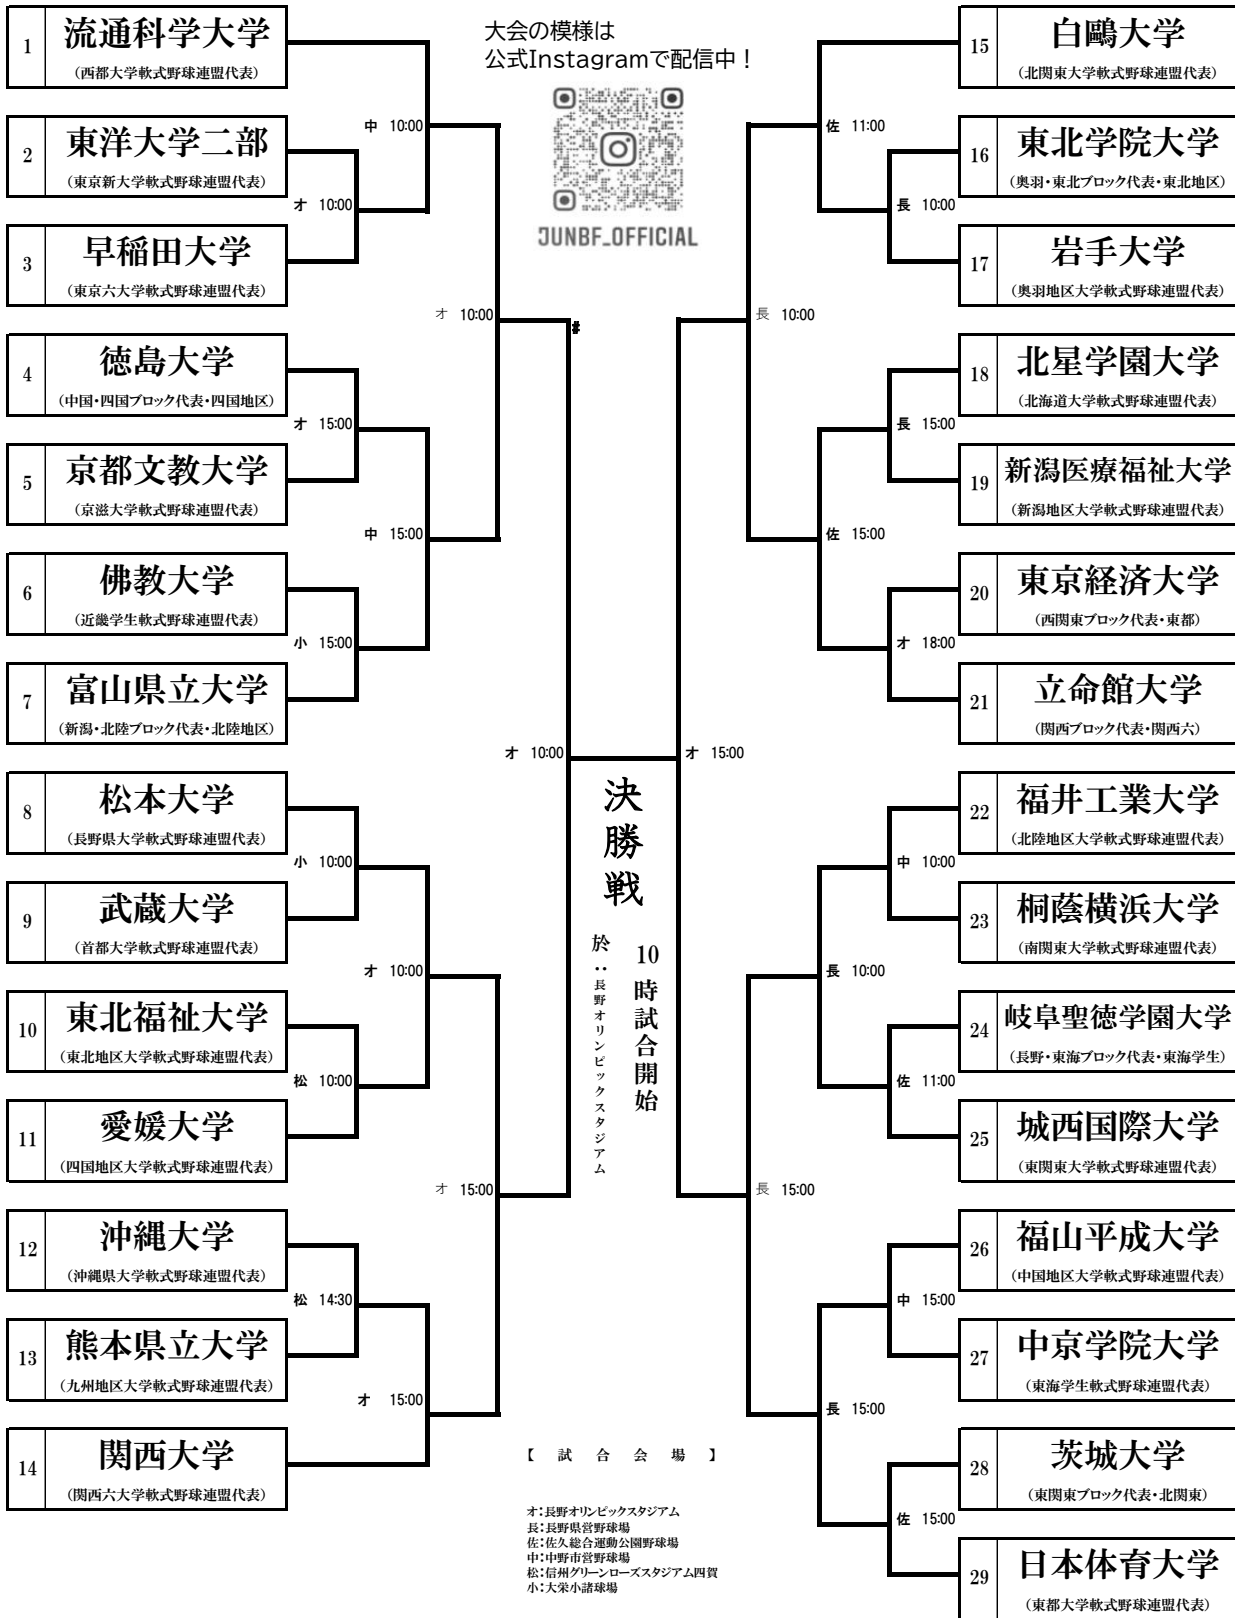 大会の模様は
公式Instagramで配信中！
JUNBF_OFFICIAL
1
流通科学大学
(西都大学軟式野球連盟代表)
2
東洋大学二部
(東京新大学軟式野球連盟代表)
3
早稲田大学
(東京六大学軟式野球連盟代表)
4
徳島大学
(中国・四国ブロック代表・四国地区)
5
京都文教大学
(京滋大学軟式野球連盟代表)
6
佛教大学
(近畿学生軟式野球連盟代表)
7
富山県立大学
(新潟・北陸ブロック代表・北陸地区)
8
松本大学
(長野県大学軟式野球連盟代表)
9
武蔵大学
(首都大学軟式野球連盟代表)
10
東北福祉大学
(東北地区大学軟式野球連盟代表)
11
愛媛大学
(四国地区大学軟式野球連盟代表)
12
沖縄大学
(沖縄県大学軟式野球連盟代表)
13
熊本県立大学
(九州地区大学軟式野球連盟代表)
14
関西大学
(関西六大学軟式野球連盟代表)
オ 10:00
オ 15:00
小 15:00
小 10:00
松 10:00
松 14:30
中 10:00
中 15:00
オ 10:00
オ 15:00
オ 10:00
オ 15:00
オ 10:00
#
決勝戦
10時試合開始
於：長野オリンピックスタジアム
オ 15:00
長 10:00
長 15:00
佐 11:00
佐 15:00
長 10:00
長 15:00
長 10:00
長 15:00
オ 18:00
中 10:00
佐 11:00
中 15:00
佐 15:00
15
白鷗大学
(北関東大学軟式野球連盟代表)
16
東北学院大学
(奥羽・東北ブロック代表・東北地区)
17
岩手大学
(奥羽地区大学軟式野球連盟代表)
18
北星学園大学
(北海道大学軟式野球連盟代表)
19
新潟医療福祉大学
(新潟地区大学軟式野球連盟代表)
20
東京経済大学
(西関東ブロック代表・東都)
21
立命館大学
(関西ブロック代表・関西六)
22
福井工業大学
(北陸地区大学軟式野球連盟代表)
23
桐蔭横浜大学
(南関東大学軟式野球連盟代表)
24
岐阜聖徳学園大学
(長野・東海ブロック代表・東海学生)
25
城西国際大学
(東関東大学軟式野球連盟代表)
26
福山平成大学
(中国地区大学軟式野球連盟代表)
27
中京学院大学
(東海学生軟式野球連盟代表)
28
茨城大学
(東関東ブロック代表・北関東)
29
日本体育大学
(東都大学軟式野球連盟代表)
【 試 合 会 場 】
オ:長野オリンピックスタジアム
長:長野県営野球場
佐:佐久総合運動公園野球場
中:中野市営野球場
松:信州グリーンローズスタジアム四賀
小:大栄小諸球場